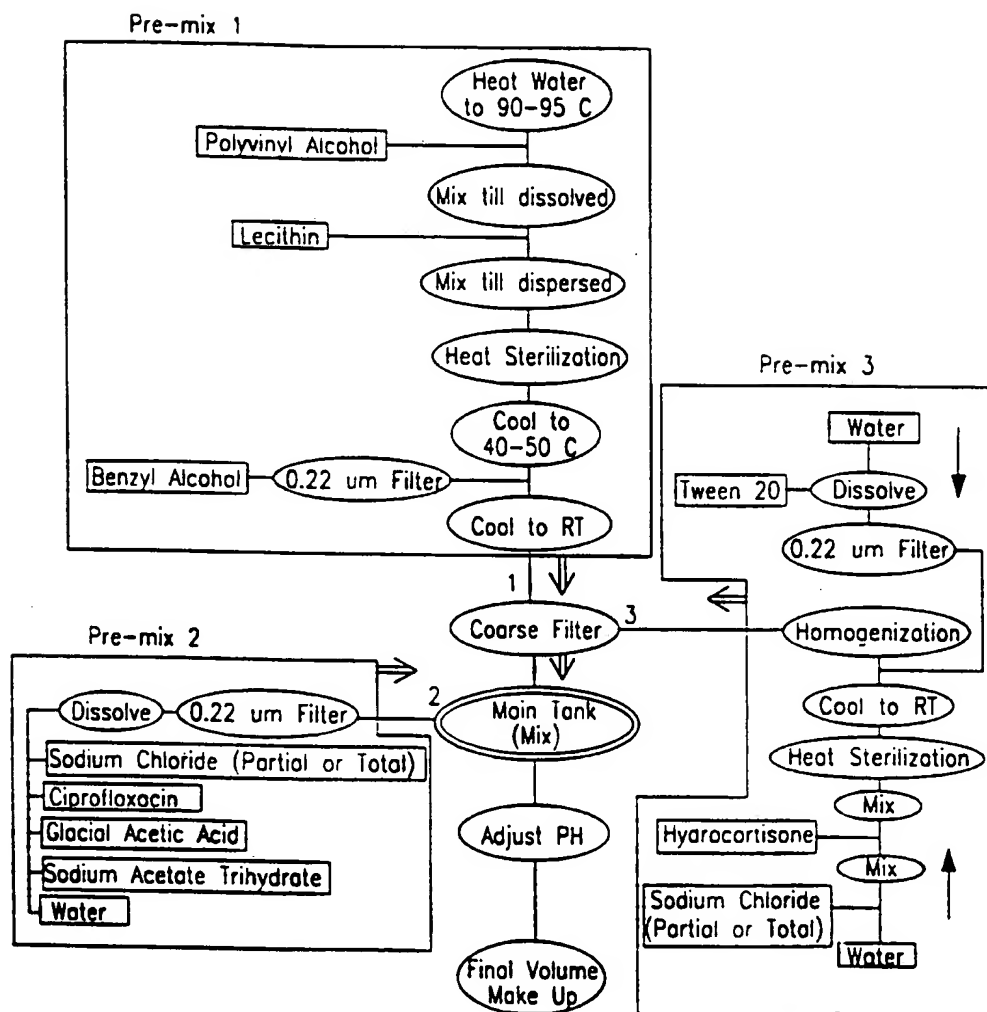 Pre-mix 1
Heat Water
to 90-95 C
Polyvinyl Alcohol
Mix till dissolved
Lecithin
Mix till dispersed
Heat Sterilization
Cool to
40-50 C
Benzyl Alcohol
0.22 um Filter
Cool to RT
1
Coarse Filter
3
Pre-mix 2
Dissolve
0.22 um Filter
2
Main Tank
(Mix)
Sodium Chloride (Partial or Total)
Ciprofloxacin
Glacial Acetic Acid
Sodium Acetate Trihydrate
Water
Adjust PH
Final Volume
Make Up
Pre-mix 3
Water
Tween 20
Dissolve
0.22 um Filter
Homogenization
Cool to RT
Heat Sterilization
Mix
Hydrocortisone
Mix
Sodium Chloride
(Partial or Total)
Water